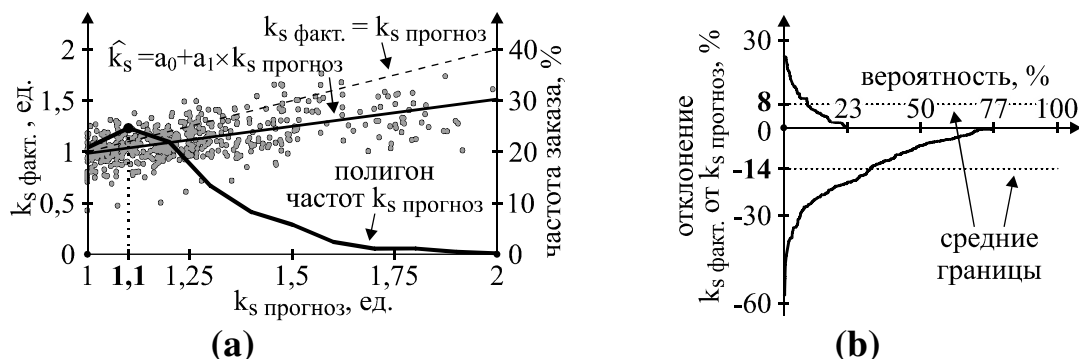 k_s факт., ед.
2
1,5
1
0,5
0
1
1,1
1,25
1,5
1,75
2
k_s прогноз, ед.
40
30
20
10
0
частота заказа, %
k_s факт. = k_s прогноз
k̂_s = a_0+a_1×k_s прогноз
полигон
частот k_s прогноз
(a)
отклонение
k_s факт. от k_s прогноз, %
30
8
0
-14
-30
-60
вероятность, %
23
50
77
100
средние
границы
(b)